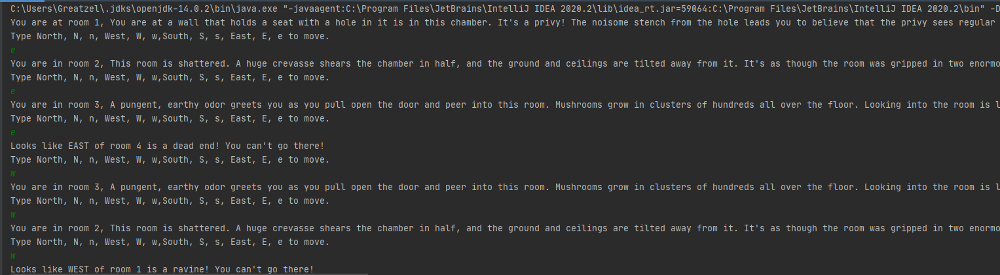 C:\Users\Greatzel\.jdks\openjdk-14.0.2\bin\java.exe "-javaagent:C:\Program Files\JetBrains\IntelliJ IDEA 2020.2\lib\idea_rt.jar=59064:C:\Program Files\JetBrains\IntelliJ IDEA 2020.2\bin" -D
You are at room 1, You are at a wall that holds a seat with a hole in it is in this chamber. It's a privy! The noisome stench from the hole leads you to believe that the privy sees regular
Type North, N, n, West, W, w,South, S, s, East, E, e to move.
e
You are in room 2, This room is shattered. A huge crevasse shears the chamber in half, and the ground and ceilings are tilted away from it. It's as though the room was gripped in two enormo
Type North, N, n, West, W, w,South, S, s, East, E, e to move.
e
You are in room 3, A pungent, earthy odor greets you as you pull open the door and peer into this room. Mushrooms grow in clusters of hundreds all over the floor. Looking into the room is l
Type North, N, n, West, W, w,South, S, s, East, E, e to move.
e
Looks like EAST of room 4 is a dead end! You can't go there!
Type North, N, n, West, W, w,South, S, s, East, E, e to move.
w
You are in room 3, A pungent, earthy odor greets you as you pull open the door and peer into this room. Mushrooms grow in clusters of hundreds all over the floor. Looking into the room is l
Type North, N, n, West, W, w,South, S, s, East, E, e to move.
w
You are in room 2, This room is shattered. A huge crevasse shears the chamber in half, and the ground and ceilings are tilted away from it. It's as though the room was gripped in two enormo
Type North, N, n, West, W, w,South, S, s, East, E, e to move.
w
Looks like WEST of room 1 is a ravine! You can't go there!